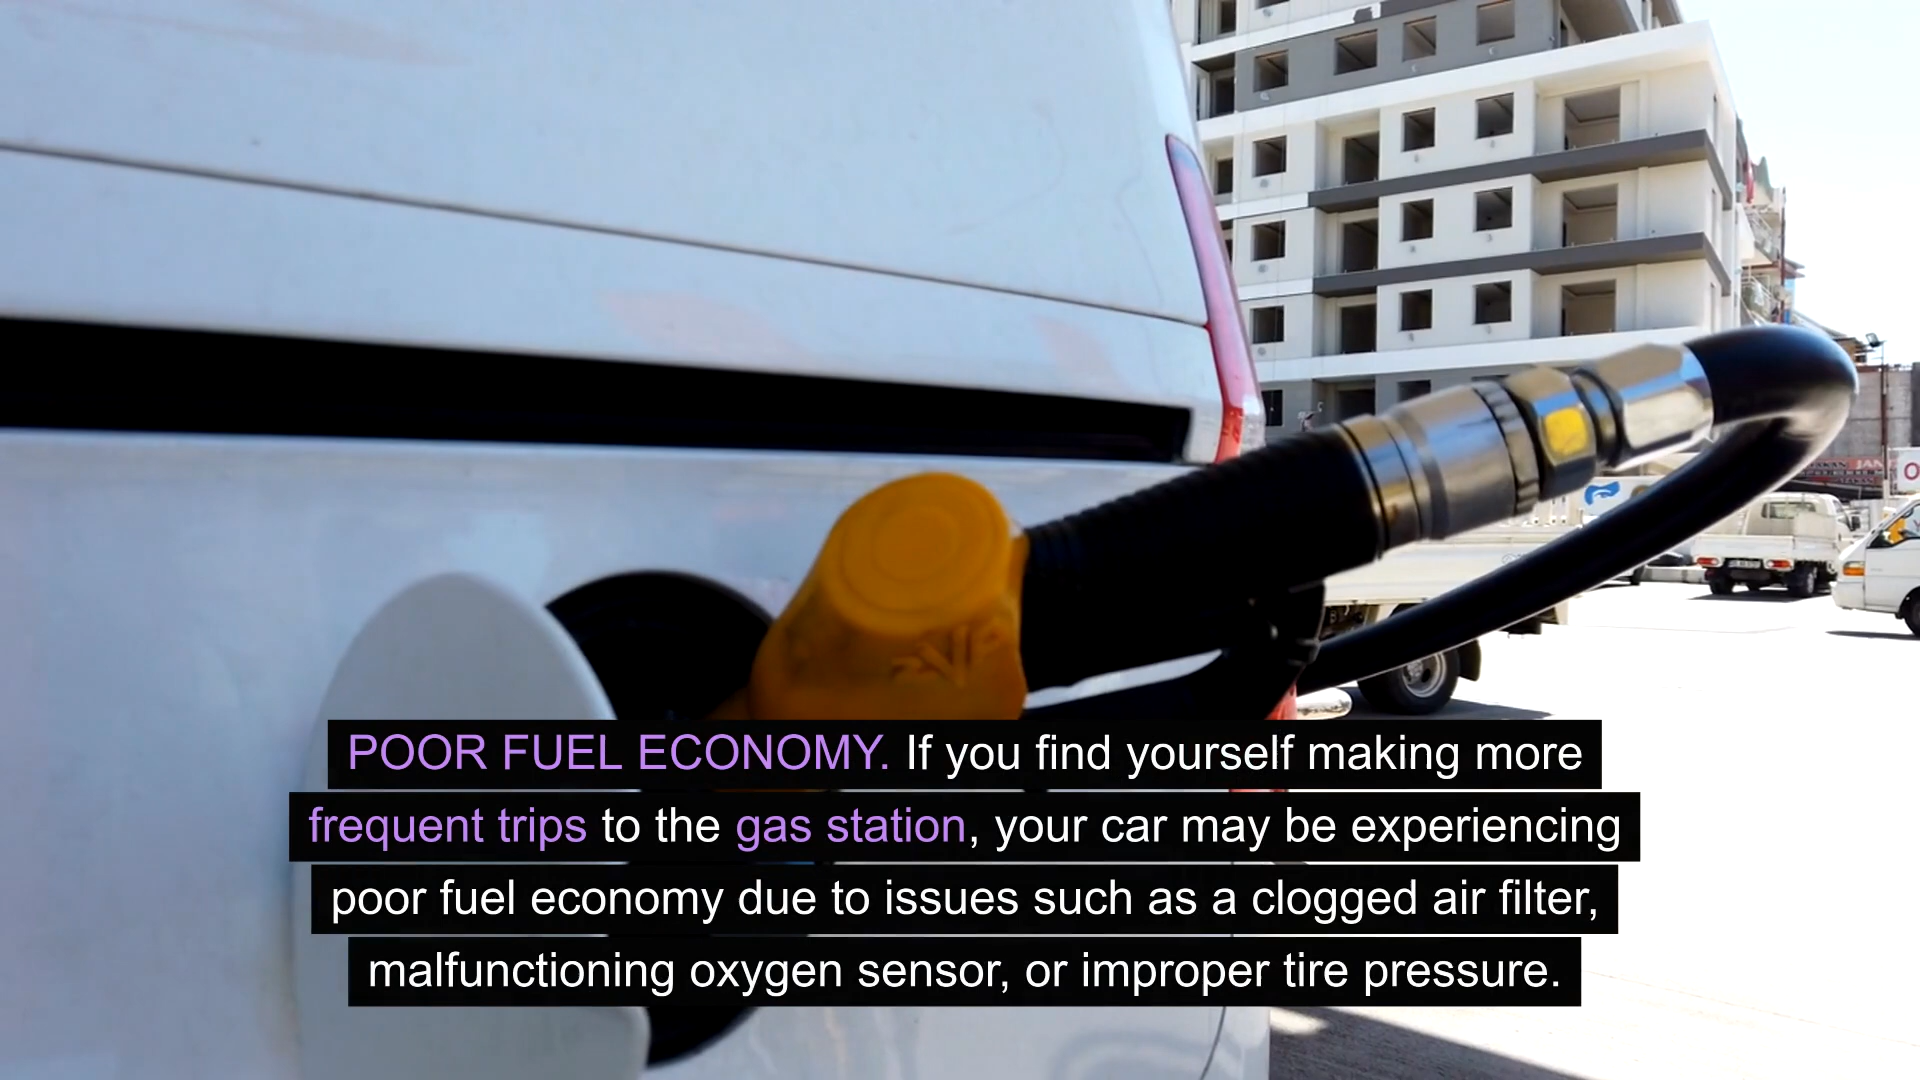 POOR FUEL ECONOMY. If you find yourself making more
frequent trips to the gas station, your car may be experiencing
poor fuel economy due to issues such as a clogged air filter,
malfunctioning oxygen sensor, or improper tire pressure.